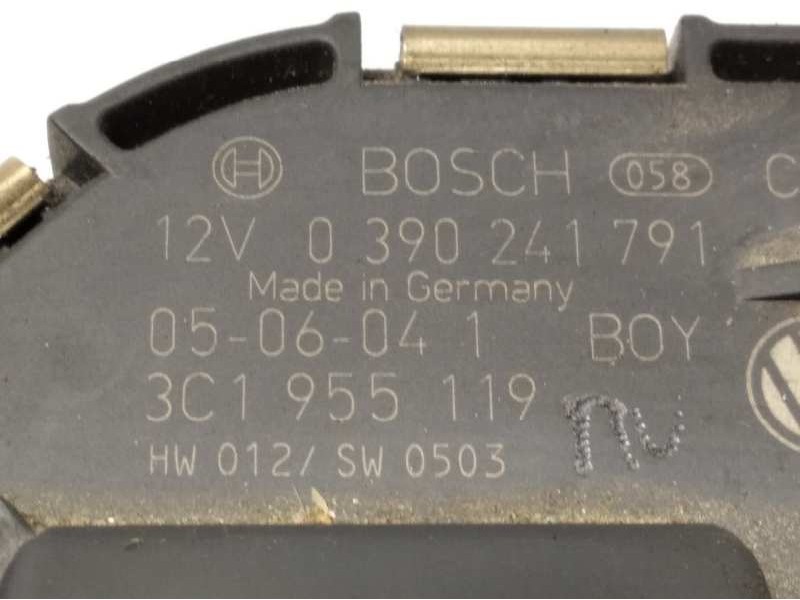 BOSCH 058 C
12V 0 390 241 791
Made in Germany
05-06-04 1 BOY
3C1 955 119
HW 012/ SW 0503